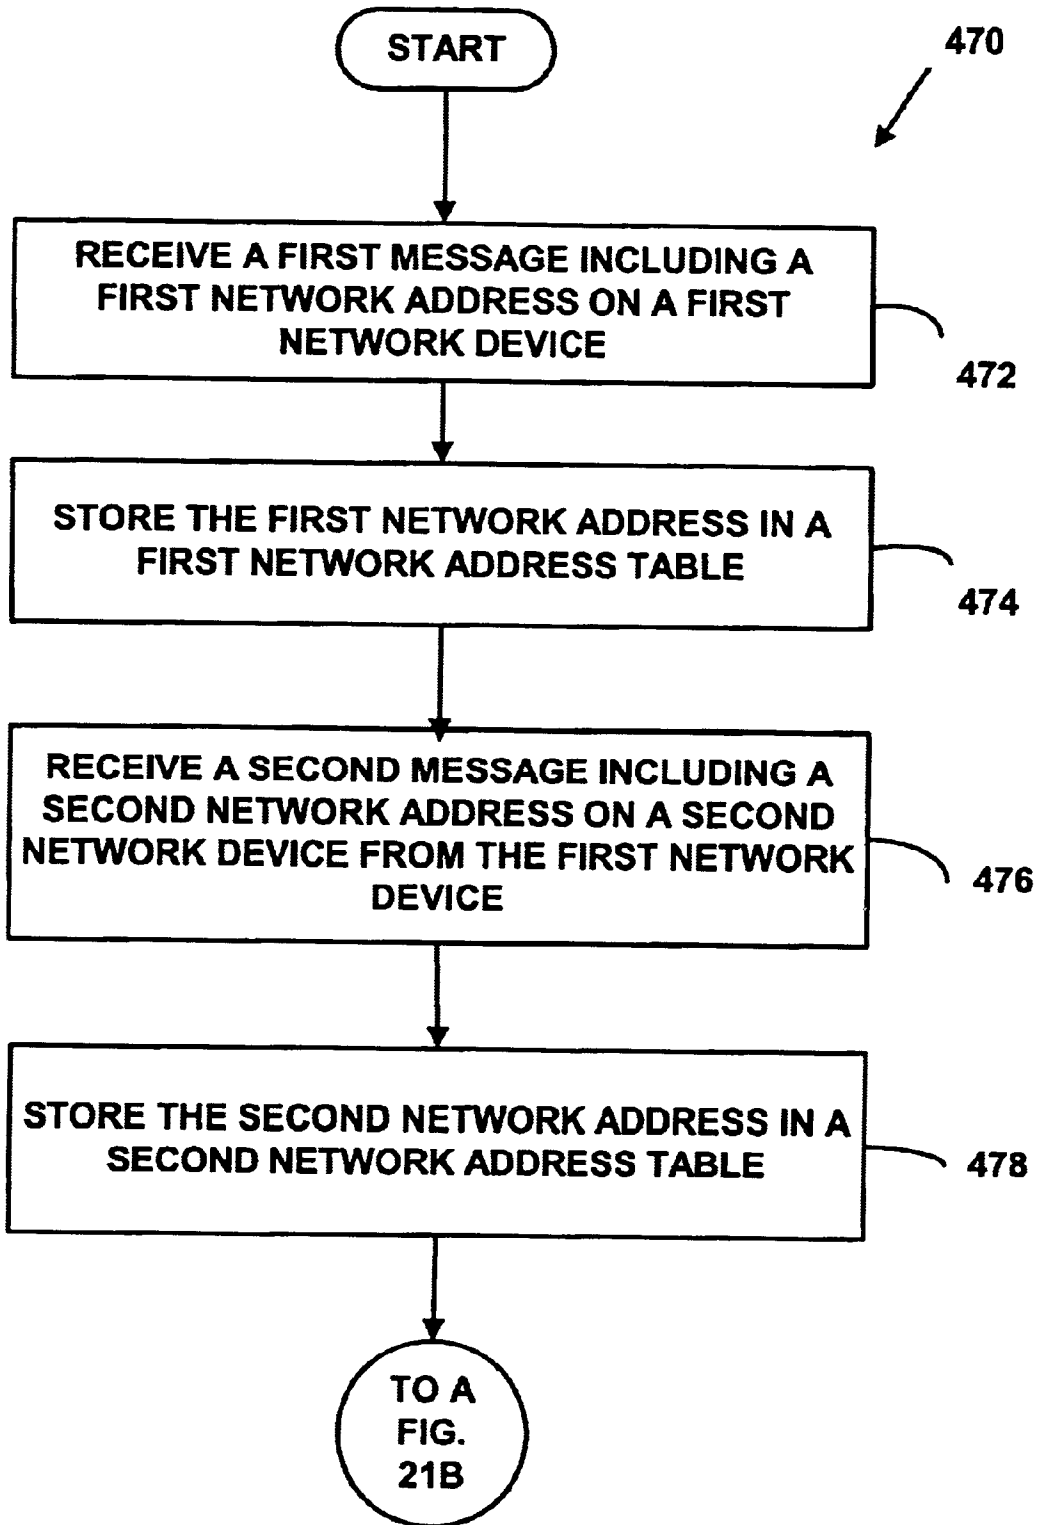 START
470
RECEIVE A FIRST MESSAGE INCLUDING A
FIRST NETWORK ADDRESS ON A FIRST
NETWORK DEVICE
472
STORE THE FIRST NETWORK ADDRESS IN A
FIRST NETWORK ADDRESS TABLE
474
RECEIVE A SECOND MESSAGE INCLUDING A
SECOND NETWORK ADDRESS ON A SECOND
NETWORK DEVICE FROM THE FIRST NETWORK
DEVICE
476
STORE THE SECOND NETWORK ADDRESS IN A
SECOND NETWORK ADDRESS TABLE
478
TO A
FIG.
21B